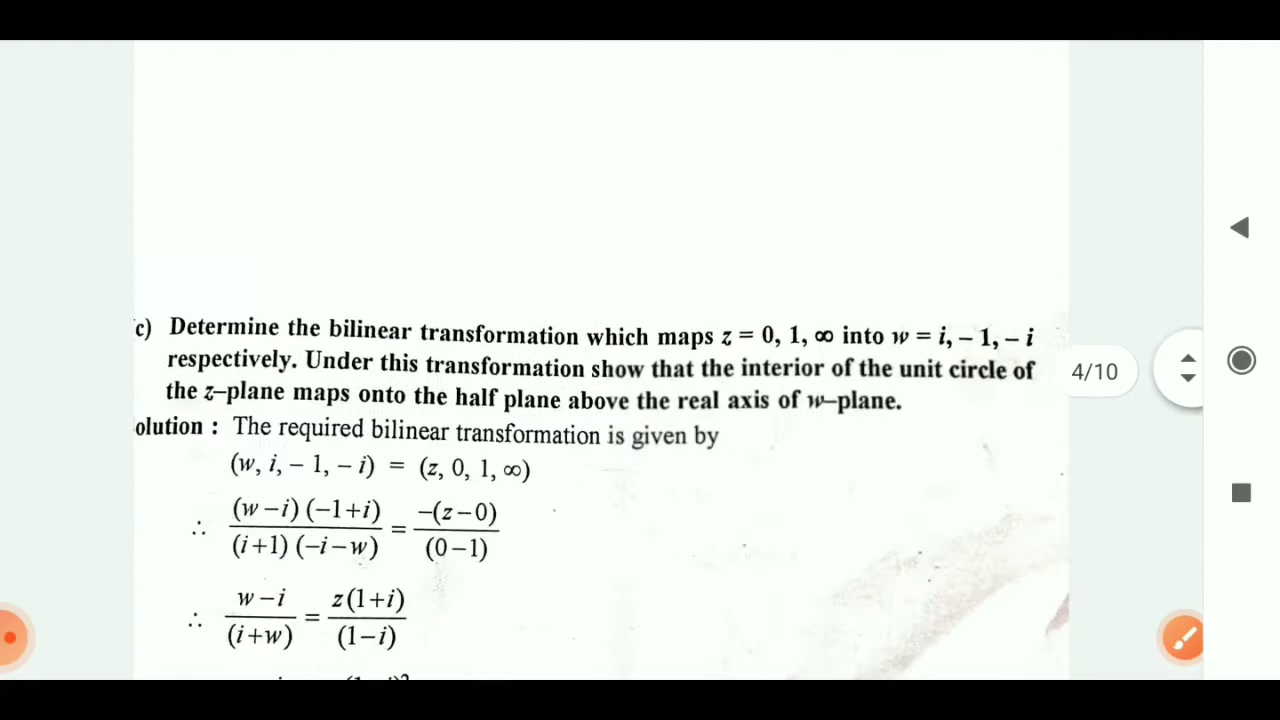 c) Determine the bilinear transformation which maps z = 0, 1, ∞ into w = i, – 1, – i
respectively. Under this transformation show that the interior of the unit circle of
the z–plane maps onto the half plane above the real axis of w–plane.
4/10
olution : The required bilinear transformation is given by
(w, i, – 1, – i) = (z, 0, 1, ∞)
∴ (w – i) (–1+i) / (i+1) (–i – w) = –(z – 0) / (0 – 1)
∴ w – i / (i+w) = z(1+i) / (1– i)